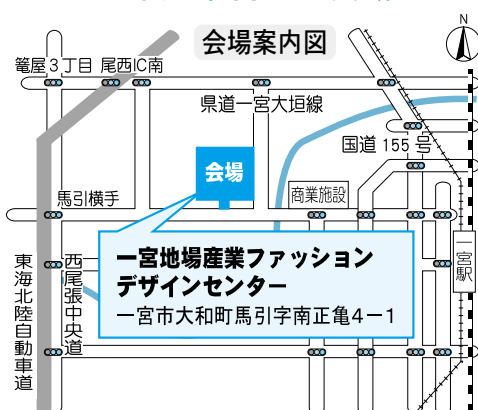 会場案内図
N
篭屋3丁目
尾西IC南
県道一宮大垣線
国道155号
会場
商業施設
馬引横手
一宮地場産業ファッション
デザインセンター
一宮市大和町馬引字南正亀4−1
一宮駅
西尾張中央道
東海北陸自動車道